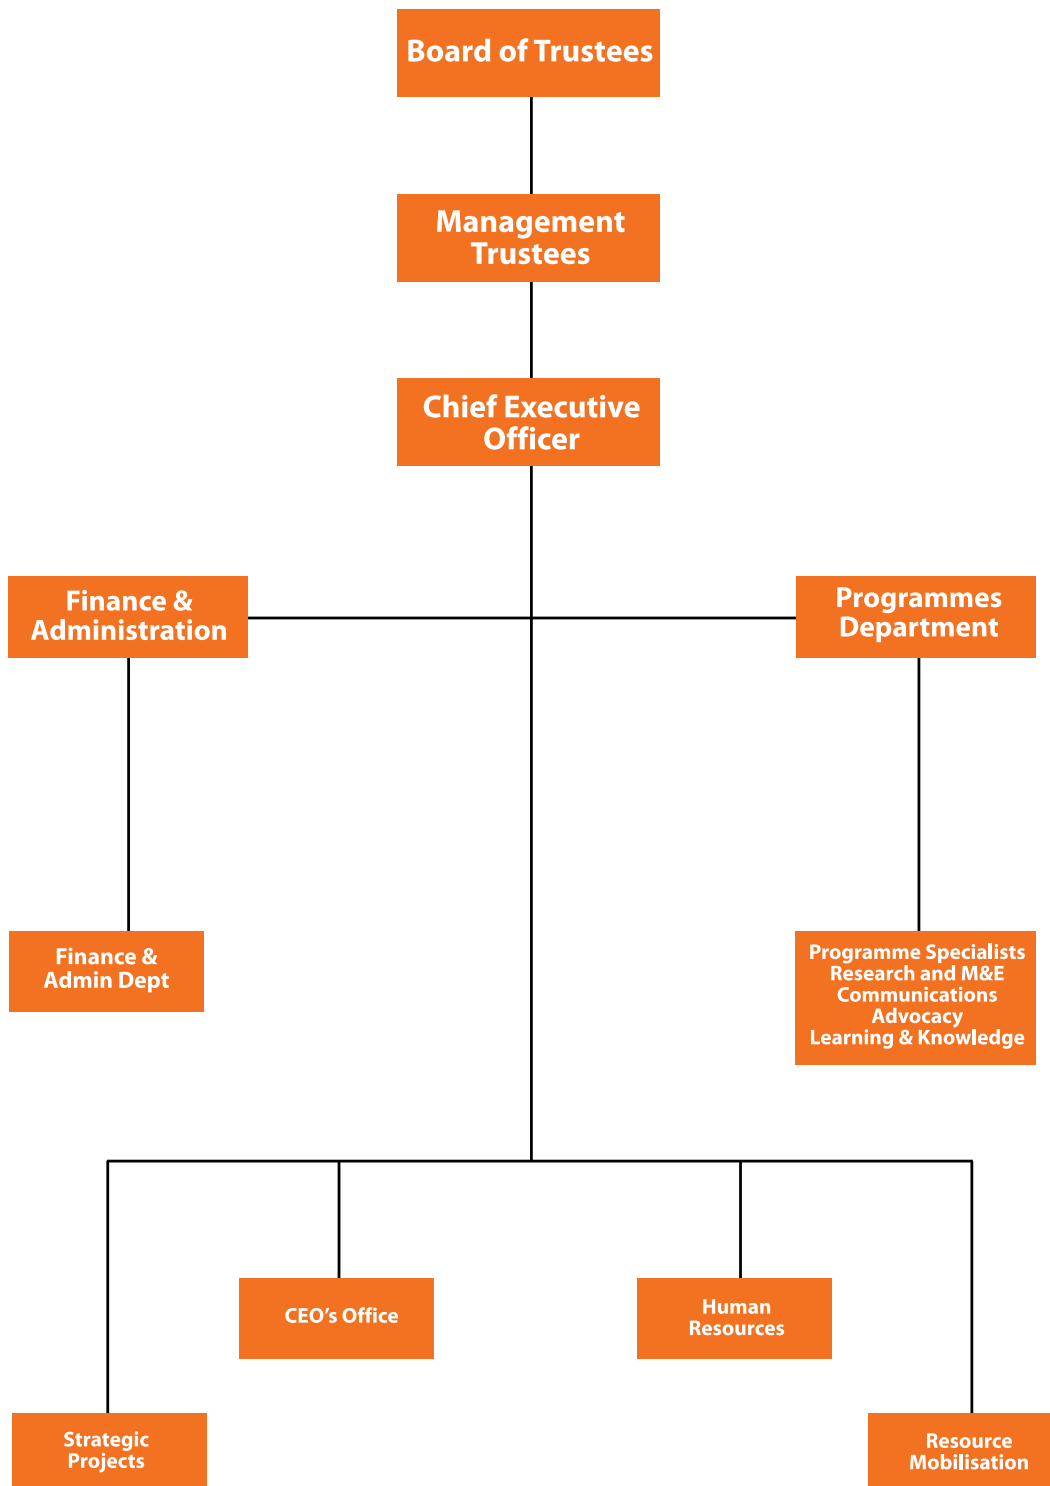 Board of Trustees
Management
Trustees
Chief Executive
Officer
Finance &
Administration
Programmes
Department
Finance &
Admin Dept
Programme Specialists
Research and M&E
Communications
Advocacy
Learning & Knowledge
CEO’s Office
Human
Resources
Strategic
Projects
Resource
Mobilisation